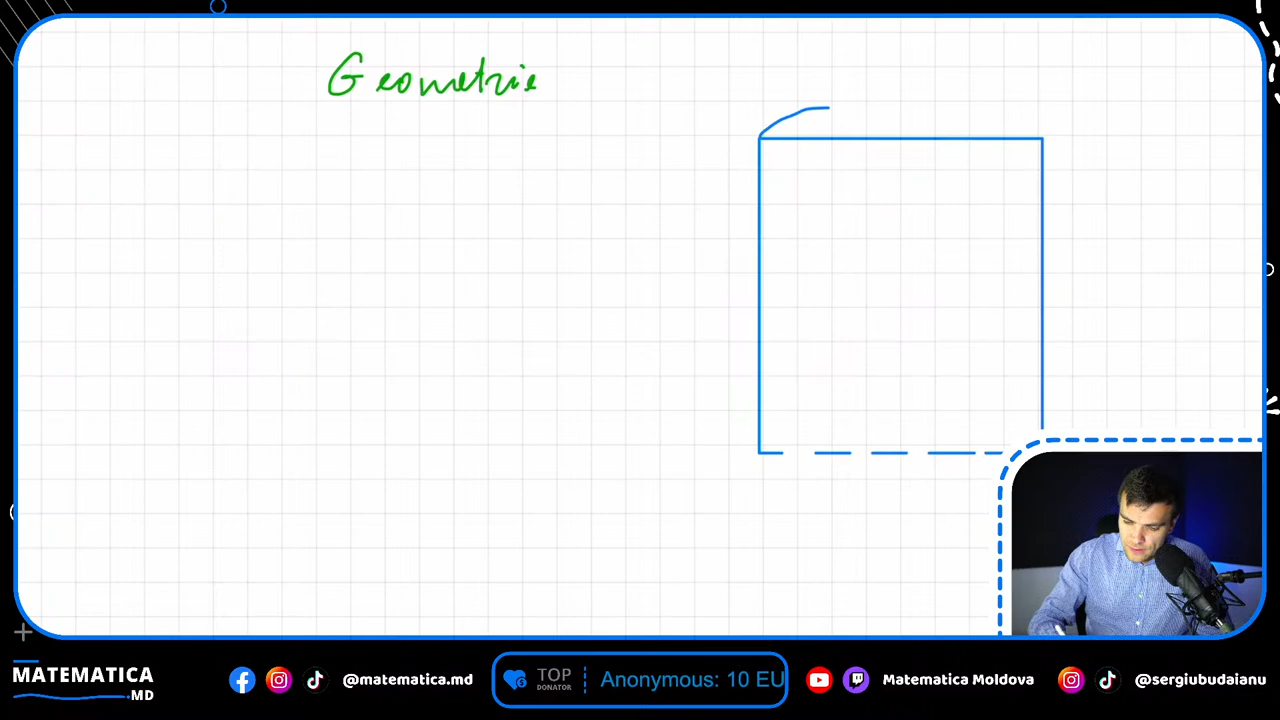 Geometrie
MATEMATICA
.MD
@matematica.md
TOP
DONATOR
Anonymous: 10 EU
Matematica Moldova
@sergiubudaianu